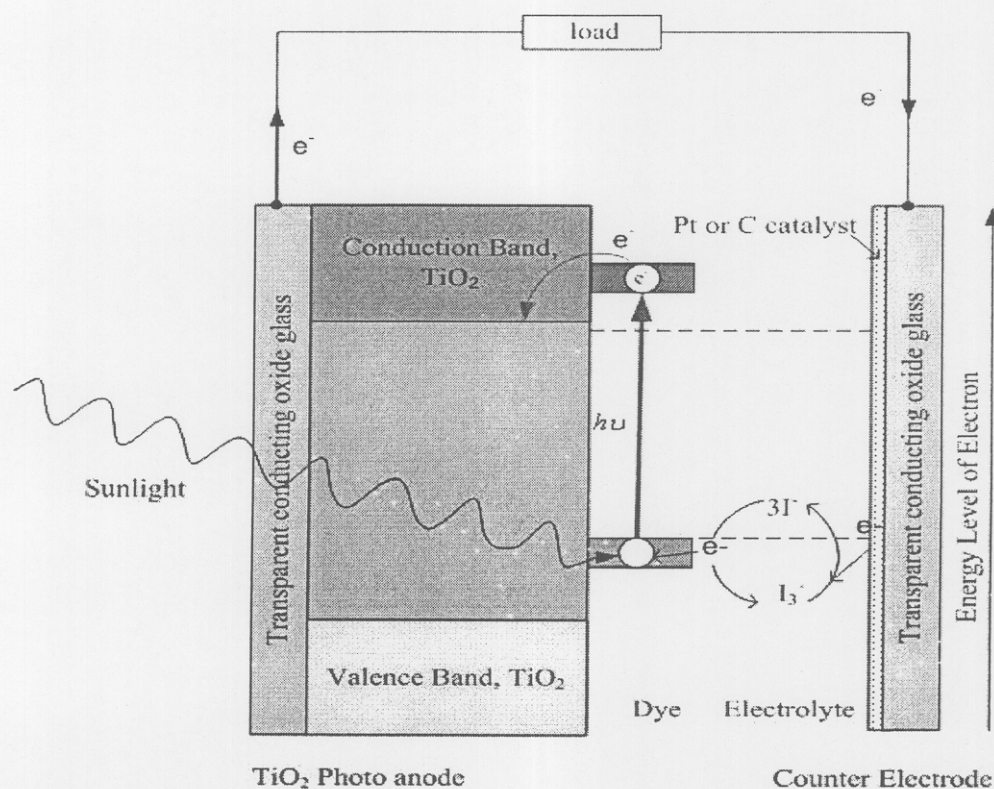 load
e⁻
e⁻
Pt or C catalyst
Conduction Band,
TiO₂
e⁻
e⁻
Transparent conducting oxide glass
hυ
Sunlight
3I⁻
e-
e-
I₃⁻
Transparent conducting oxide glass
Energy Level of Electron
Valence Band, TiO₂
Dye
Electrolyte
TiO₂ Photo anode
Counter Electrode